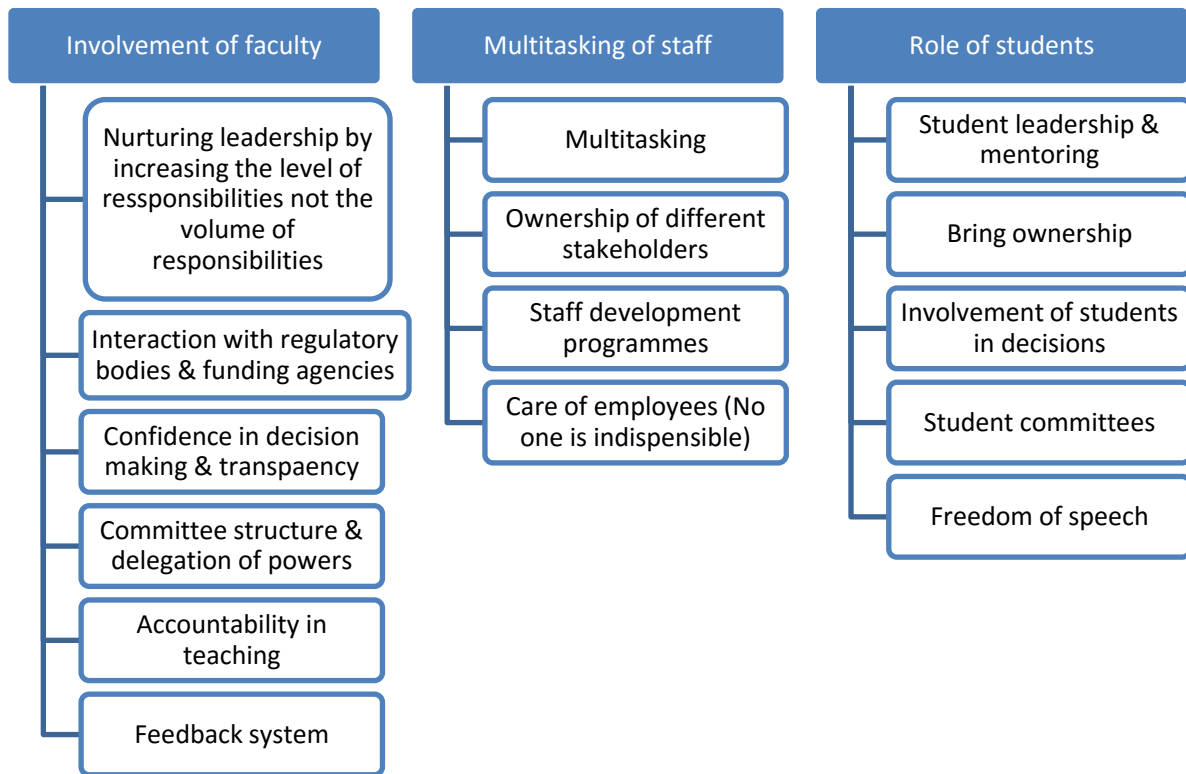 Involvement of faculty
Nurturing leadership by
increasing the level of
ressponsibilities not the
volume of
responsibilities
Interaction with regulatory
bodies & funding agencies
Confidence in decision
making & transpaency
Committee structure &
delegation of powers
Accountability in
teaching
Feedback system
Multitasking of staff
Multitasking
Ownership of different
stakeholders
Staff development
programmes
Care of employees (No
one is indispensible)
Role of students
Student leadership &
mentoring
Bring ownership
Involvement of students
in decisions
Student committees
Freedom of speech